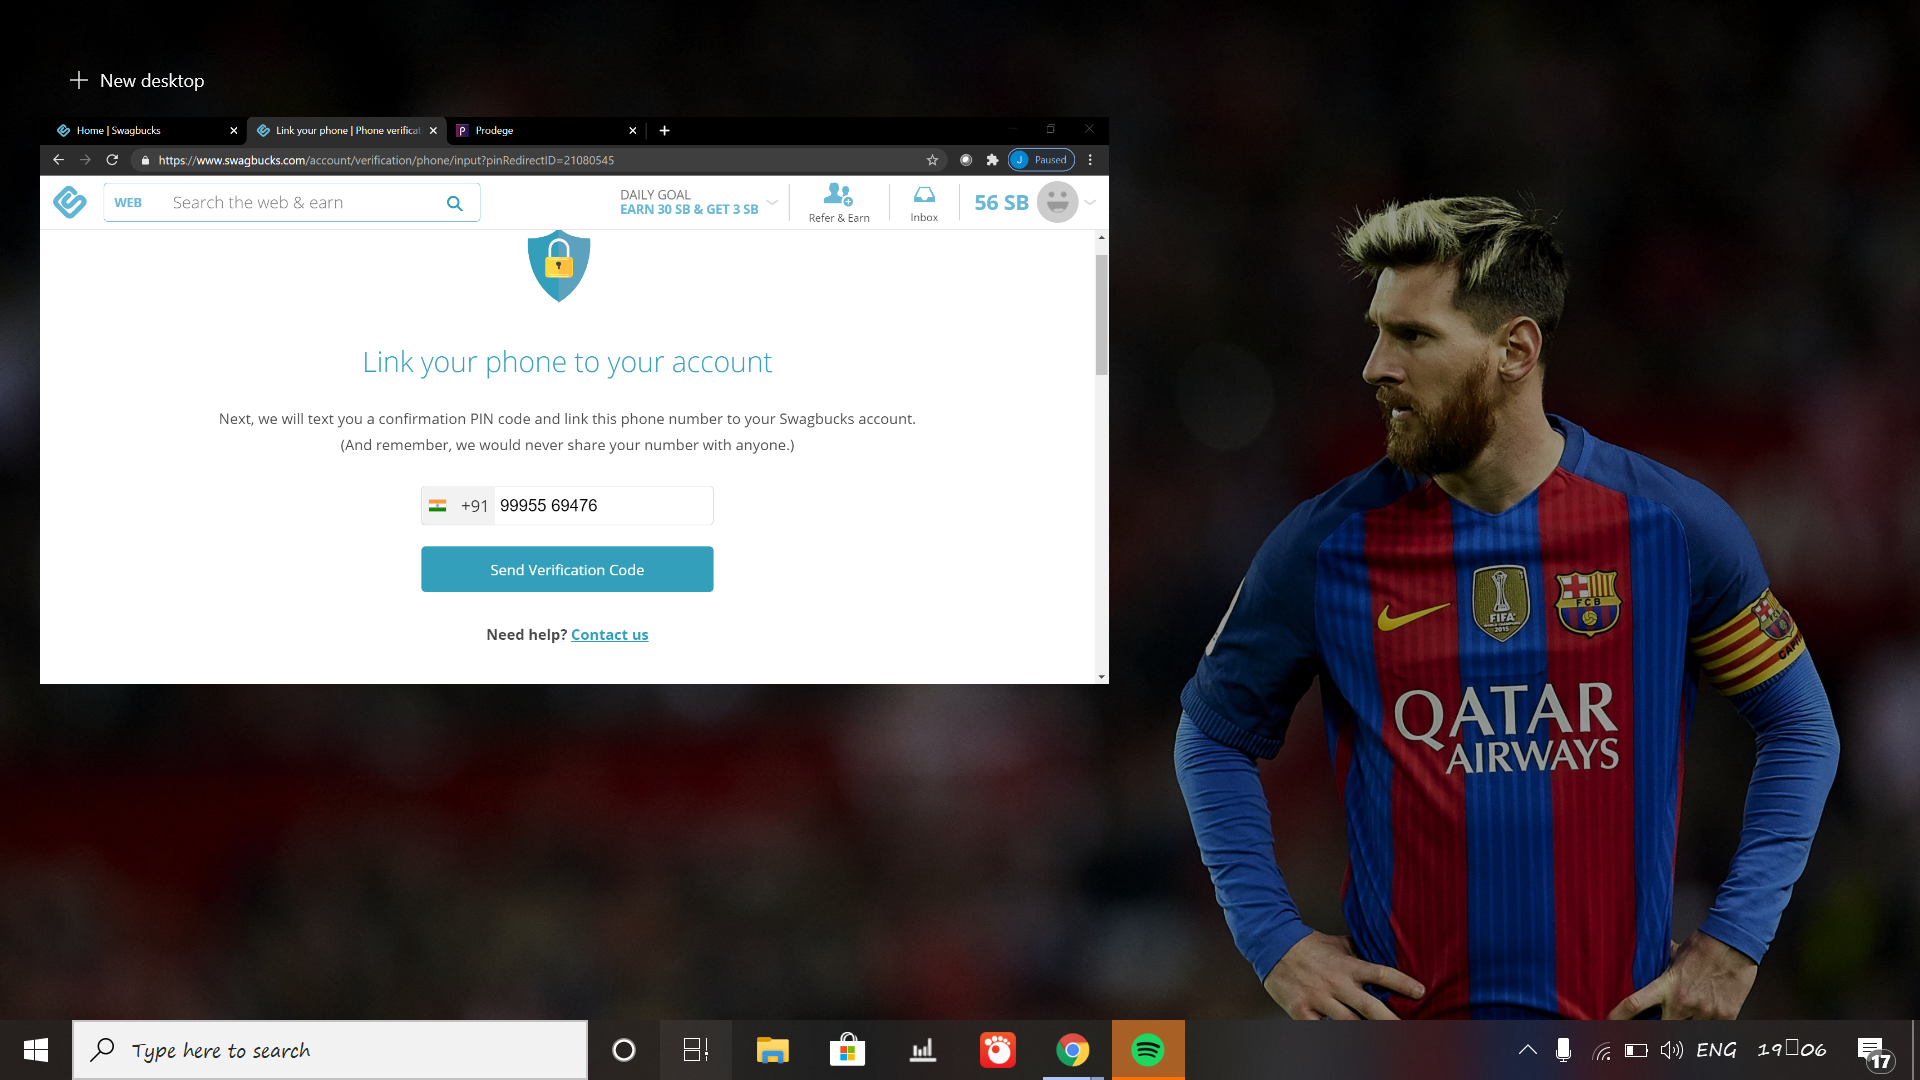 New desktop
Home | Swagbucks
Link your phone | Phone verificat
Prodege
https://www.swagbucks.com/account/verification/phone/input?pinRedirectID=21080545
J Paused
WEB
Search the web & earn
DAILY GOAL
EARN 30 SB & GET 3 SB
Refer & Earn
Inbox
56 SB
Link your phone to your account
Next, we will text you a confirmation PIN code and link this phone number to your Swagbucks account.
(And remember, we would never share your number with anyone.)
+91 99955 69476
Send Verification Code
Need help? Contact us
FIFA
WORLD CHAMPIONS
2015
FCB
CAPI
QATAR
AIRWAYS
Type here to search
ENG
19□06
17